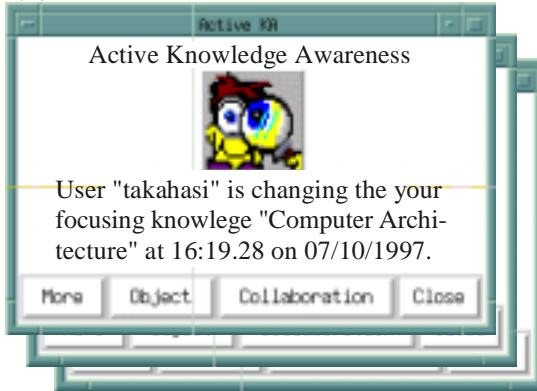 Active KA
Active Knowledge Awareness
User "takahasi" is changing the your
focusing knowlege "Computer Archi-
tecture" at 16:19.28 on 07/10/1997.
More Object Collaboration Close